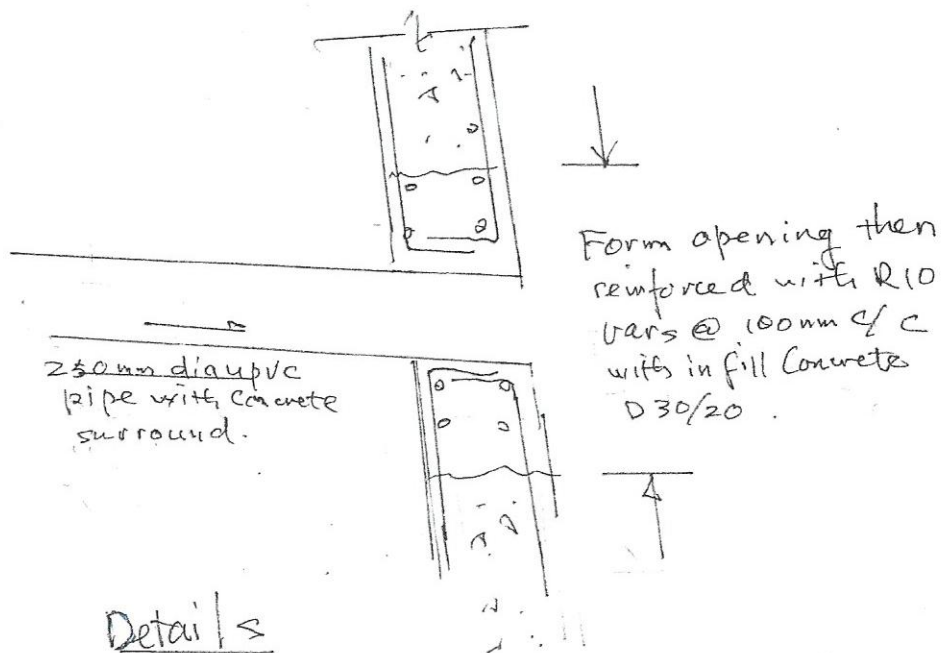 Form opening then
reinforced with R10
vars @ 100mm c/c
with in fill Concrete
D30/20.
250mm dia upvc
pipe with Concrete
surround.
Details